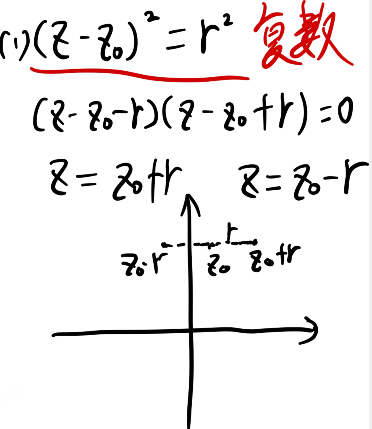 (1)(z-z₀)²=r² 复数
(z-z₀-r)(z-z₀+r)=0
z=z₀+r z=z₀-r
r
z₀-r z₀ z₀+r